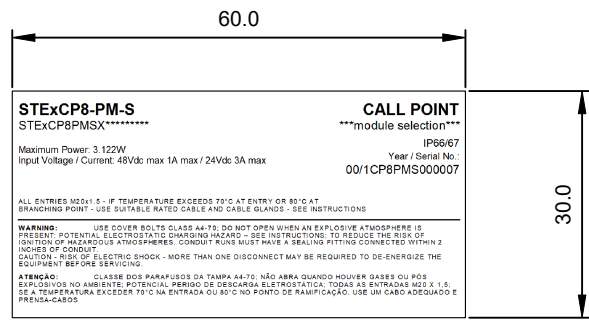 60.0
STExCP8-PM-S
CALL POINT
STExCP8PMSX*********
***module selection***
IP66/67
Maximum Power: 3.122W
Year / Serial No.:
Input Voltage / Current: 48Vdc max 1A max / 24Vdc 3A max
00/1CP8PMS000007
30.0
ALL ENTRIES M20x1.5 - IF TEMPERATURE EXCEEDS 70°C AT ENTRY OR 80°C AT
BRANCHING POINT - USE SUITABLE RATED CABLE AND CABLE GLANDS - SEE INSTRUCTIONS
WARNING: USE COVER BOLTS CLASS A4-70; DO NOT OPEN WHEN AN EXPLOSIVE ATMOSPHERE IS
PRESENT; POTENTIAL ELECTROSTATIC CHARGING HAZARD – SEE INSTRUCTIONS; TO REDUCE THE RISK OF
IGNITION OF HAZARDOUS ATMOSPHERES, CONDUIT RUNS MUST HAVE A SEALING FITTING CONNECTED WITHIN 2
INCHES OF CONDUIT.
CAUTION - RISK OF ELECTRIC SHOCK - MORE THAN ONE DISCONNECT MAY BE REQUIRED TO DE-ENERGIZE THE
EQUIPMENT BEFORE SERVICING.
ATENÇÃO: CLASSE DOS PARAFUSOS DA TAMPA A4-70; NÃO ABRA QUANDO HOUVER GASES OU PÓS
EXPLOSIVOS NO AMBIENTE; POTENCIAL PERIGO DE DESCARGA ELETROSTÁTICA; TODAS AS ENTRADAS M20 X 1,5;
SE A TEMPERATURA EXCEDER 70°C NA ENTRADA OU 80°C NO PONTO DE RAMIFICAÇÃO, USE UM CABO ADEQUADO E
PRENSA-CABOS